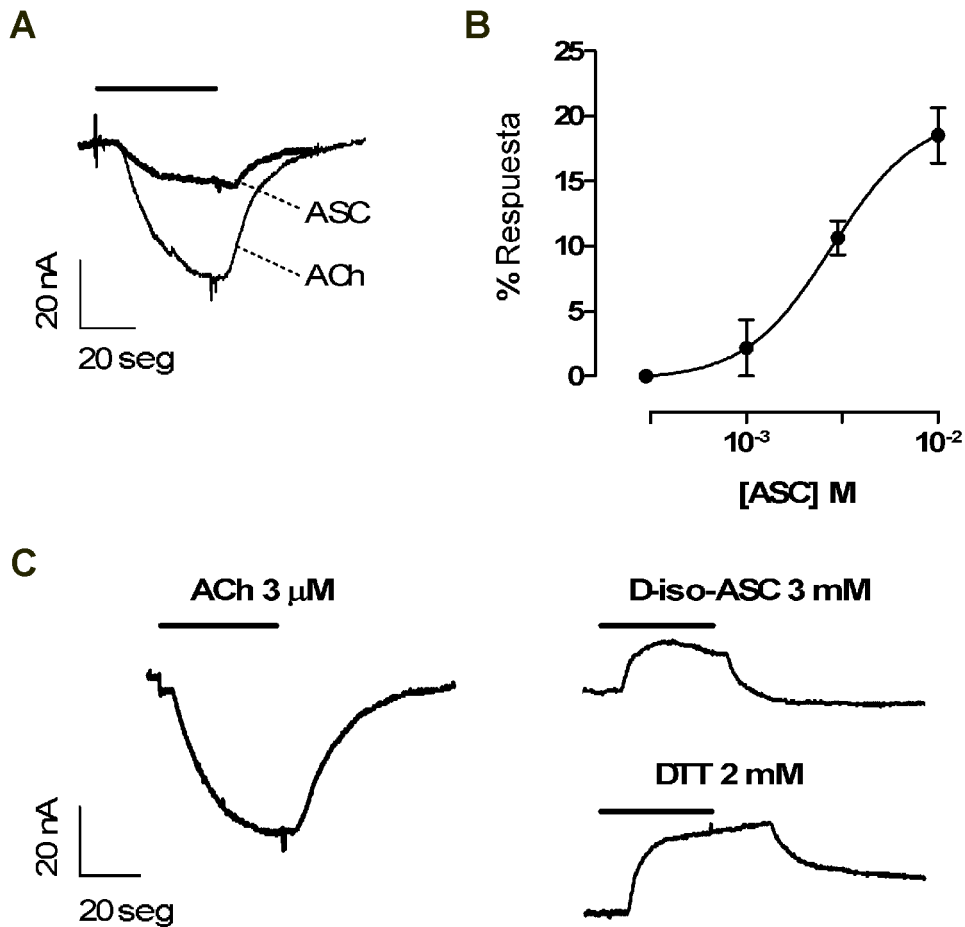 A
ASC
ACh
20 nA
20 seg
B
% Respuesta
25
20
15
10
5
0
10⁻³
10⁻²
[ASC] M
C
ACh 3 µM
20 nA
20 seg
D-iso-ASC 3 mM
DTT 2 mM